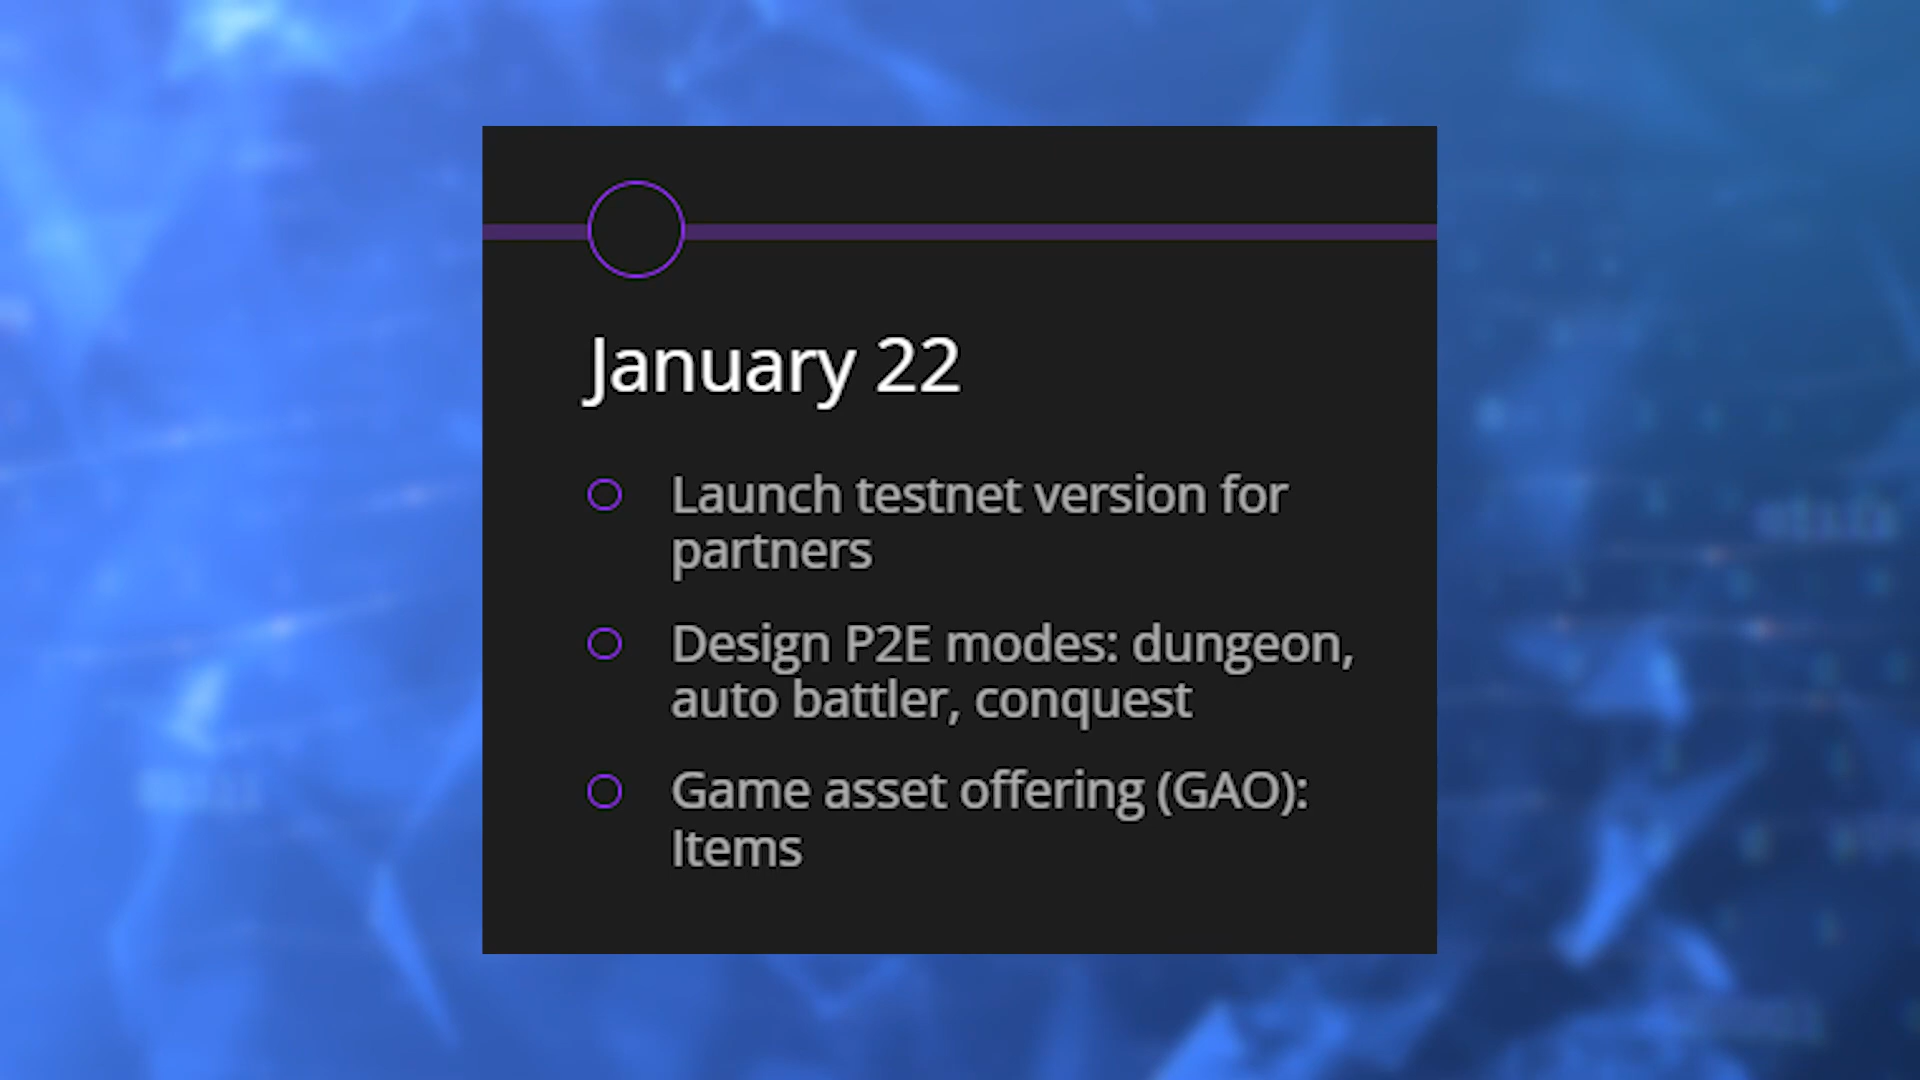 January 22
Launch testnet version for
partners
Design P2E modes: dungeon,
auto battler, conquest
Game asset offering (GAO):
Items